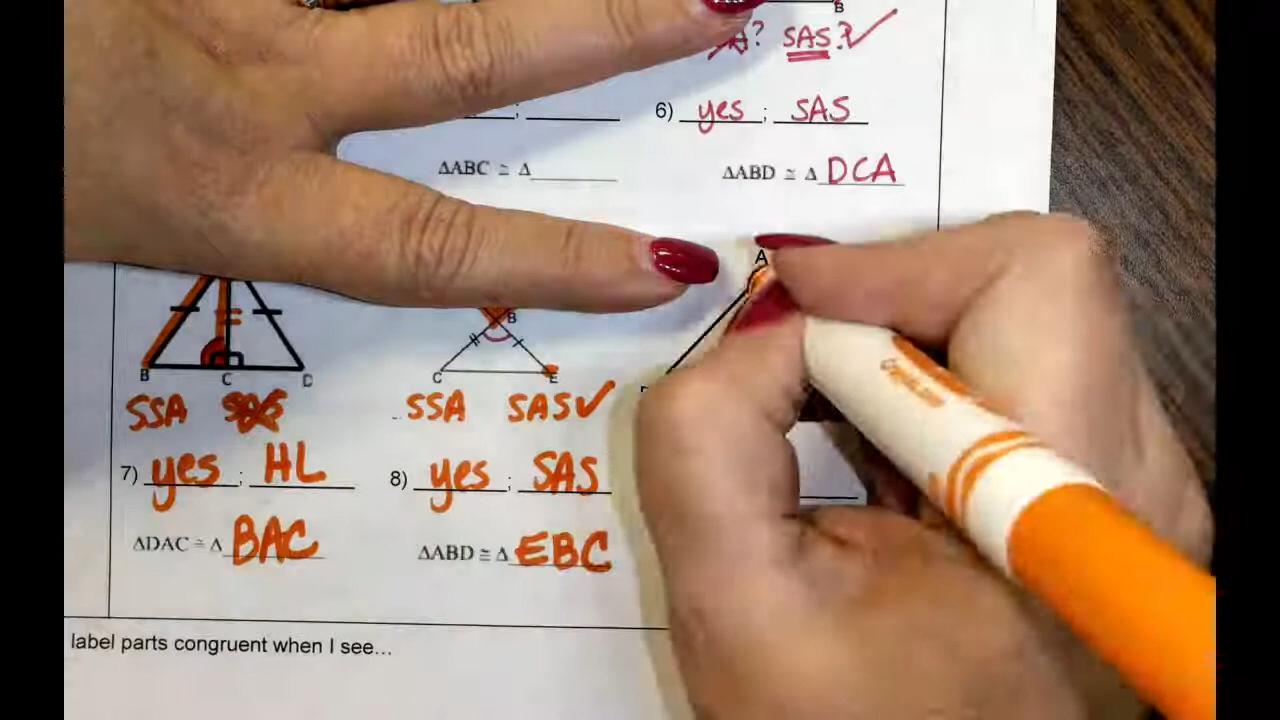 B
SAS?✓
6) yes ; SAS
ΔABC ≅ Δ______
ΔABD ≅ Δ DCA
A
B
B C D
C E
SSA
SSA SAS✓
7) yes ; HL
8) yes ; SAS
ΔDAC ≅ Δ BAC
ΔABD ≅ Δ EBC
label parts congruent when I see...